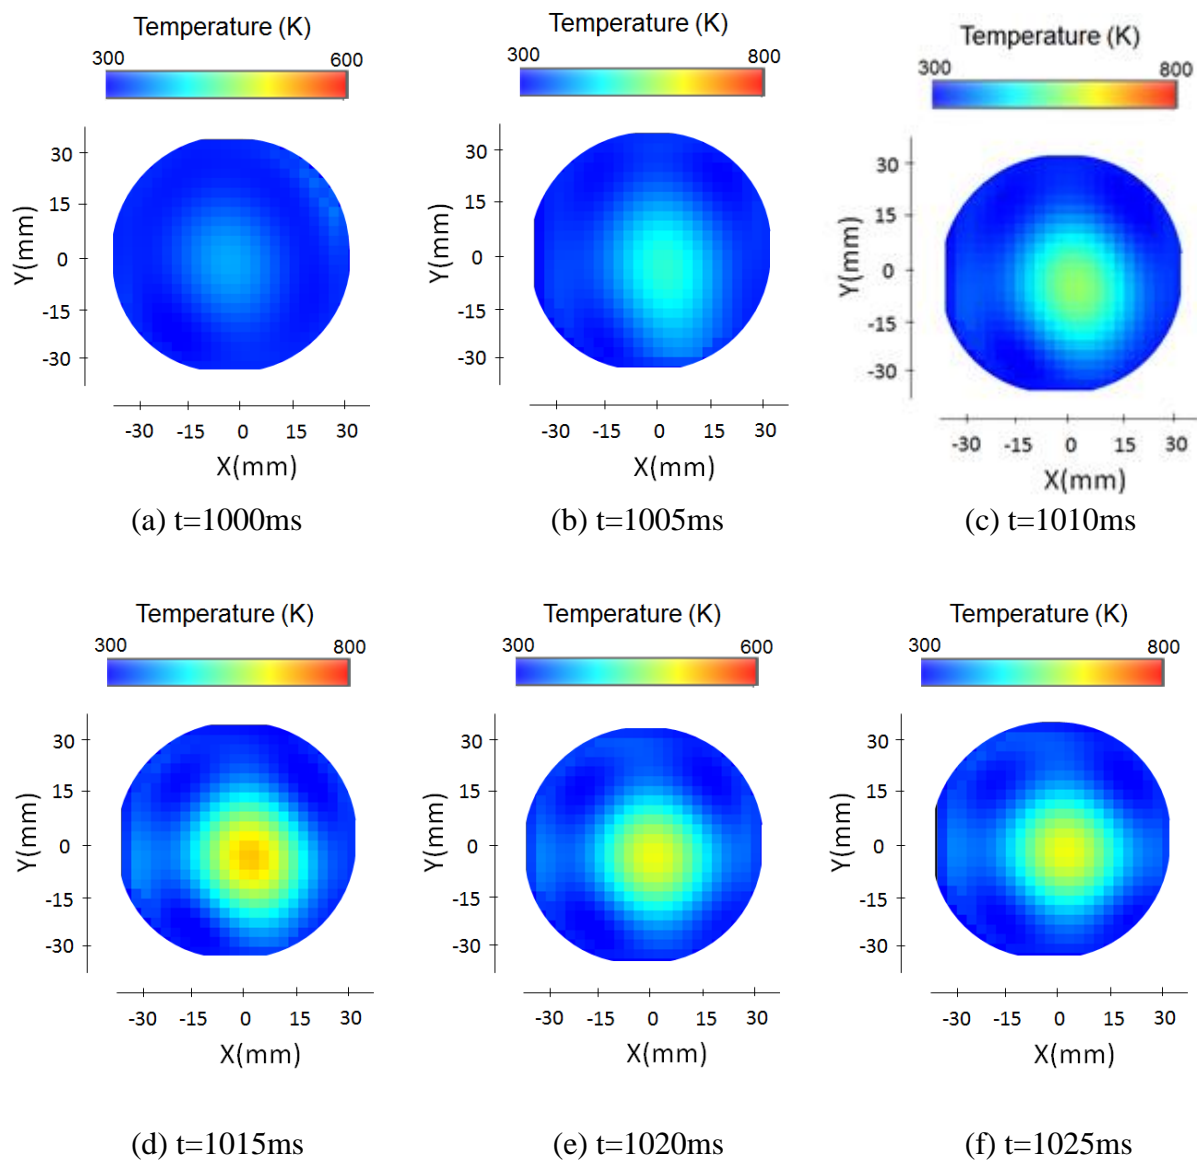 Temperature (K)
300 600
30
15
0
-15
-30
Y(mm)
-30 -15 0 15 30
X(mm)
(a) t=1000ms
Temperature (K)
300 800
30
15
0
-15
-30
Y(mm)
-30 -15 0 15 30
X(mm)
(b) t=1005ms
Temperature (K)
300 800
30
15
0
-15
-30
Y(mm)
-30 -15 0 15 30
X(mm)
(c) t=1010ms
Temperature (K)
300 800
30
15
0
-15
-30
Y(mm)
-30 -15 0 15 30
X(mm)
(d) t=1015ms
Temperature (K)
300 600
30
15
0
-15
-30
Y(mm)
-30 -15 0 15 30
X(mm)
(e) t=1020ms
Temperature (K)
300 800
30
15
0
-15
-30
Y(mm)
-30 -15 0 15 30
X(mm)
(f) t=1025ms